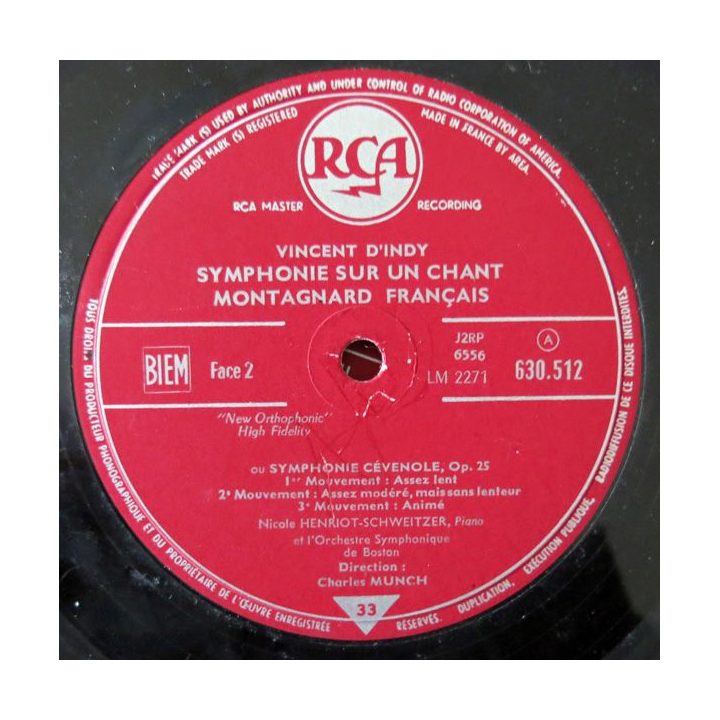 TRADE MARK (S) USED BY AUTHORITY AND UNDER CONTROL OF RADIO CORPORATION OF AMERICA.
TRADE MARK (S) REGISTERED
MADE IN FRANCE BY AREA.
RCA
RCA MASTER RECORDING
VINCENT D'INDY
SYMPHONIE SUR UN CHANT
MONTAGNARD FRANÇAIS
BIEM
Face 2
J2RP
6556
LM 2271
A
630.512
"New Orthophonic"
High Fidelity
ou SYMPHONIE CÉVENOLE, Op. 25
1er Mouvement : Assez lent
2e Mouvement : Assez modéré, mais sans lenteur
3e Mouvement : Animé
Nicole HENRIOT-SCHWEITZER, Piano
et l'Orchestre Symphonique
de Boston
Direction :
Charles MUNCH
33
TOUS DROITS DU PRODUCTEUR PHONOGRAPHIQUE ET DU PROPRIÉTAIRE DE L'ŒUVRE ENREGISTRÉE RÉSERVÉS. DUPLICATION, EXÉCUTION PUBLIQUE, RADIODIFFUSION DE CE DISQUE INTERDITES.